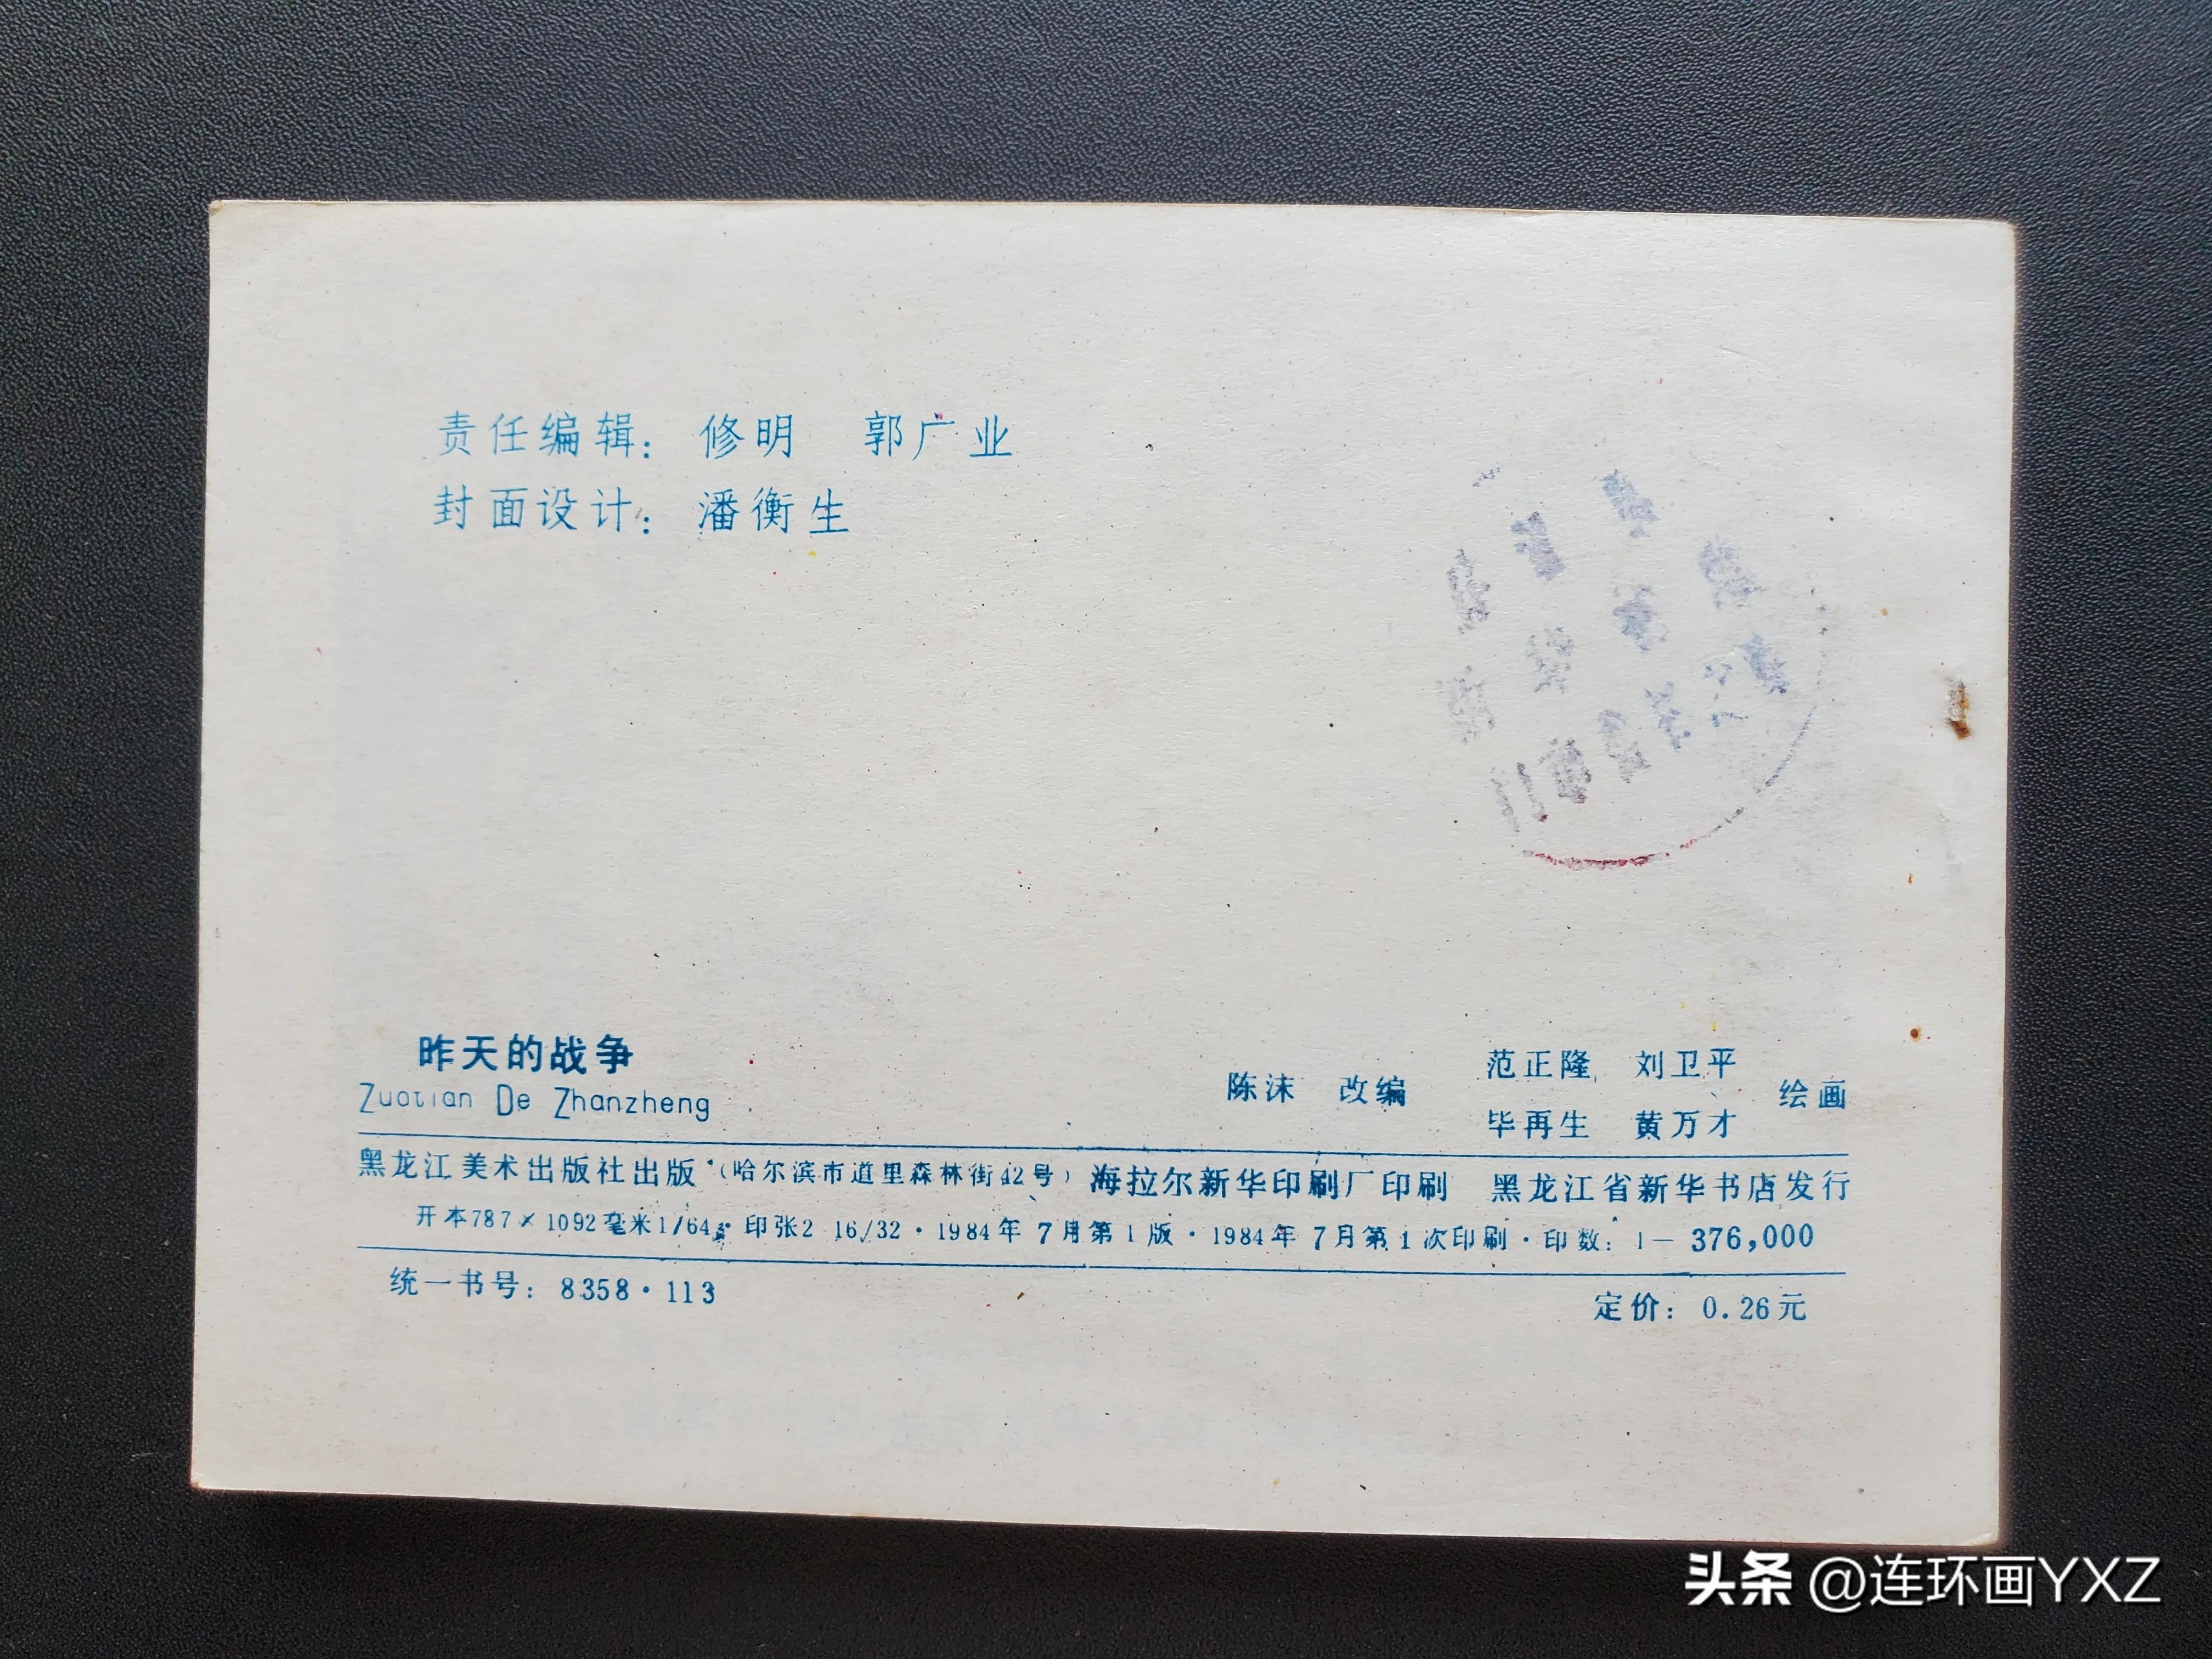 责任编辑：修明 郭广业
封面设计：潘衡生
昨天的战争
Zuotian De Zhanzheng
陈沫 改编
范正隆 刘卫平
毕再生 黄万才
绘画
黑龙江美术出版社出版·（哈尔滨市道里森林街42号）海拉尔新华印刷厂印刷 黑龙江省新华书店发行
开本787×1092毫米1/64·印张2 16/32·1984年7月第1版·1984年7月第1次印刷·印数：1—376,000
统一书号：8358·113
定价：0.26元
头条 @连环画YXZ